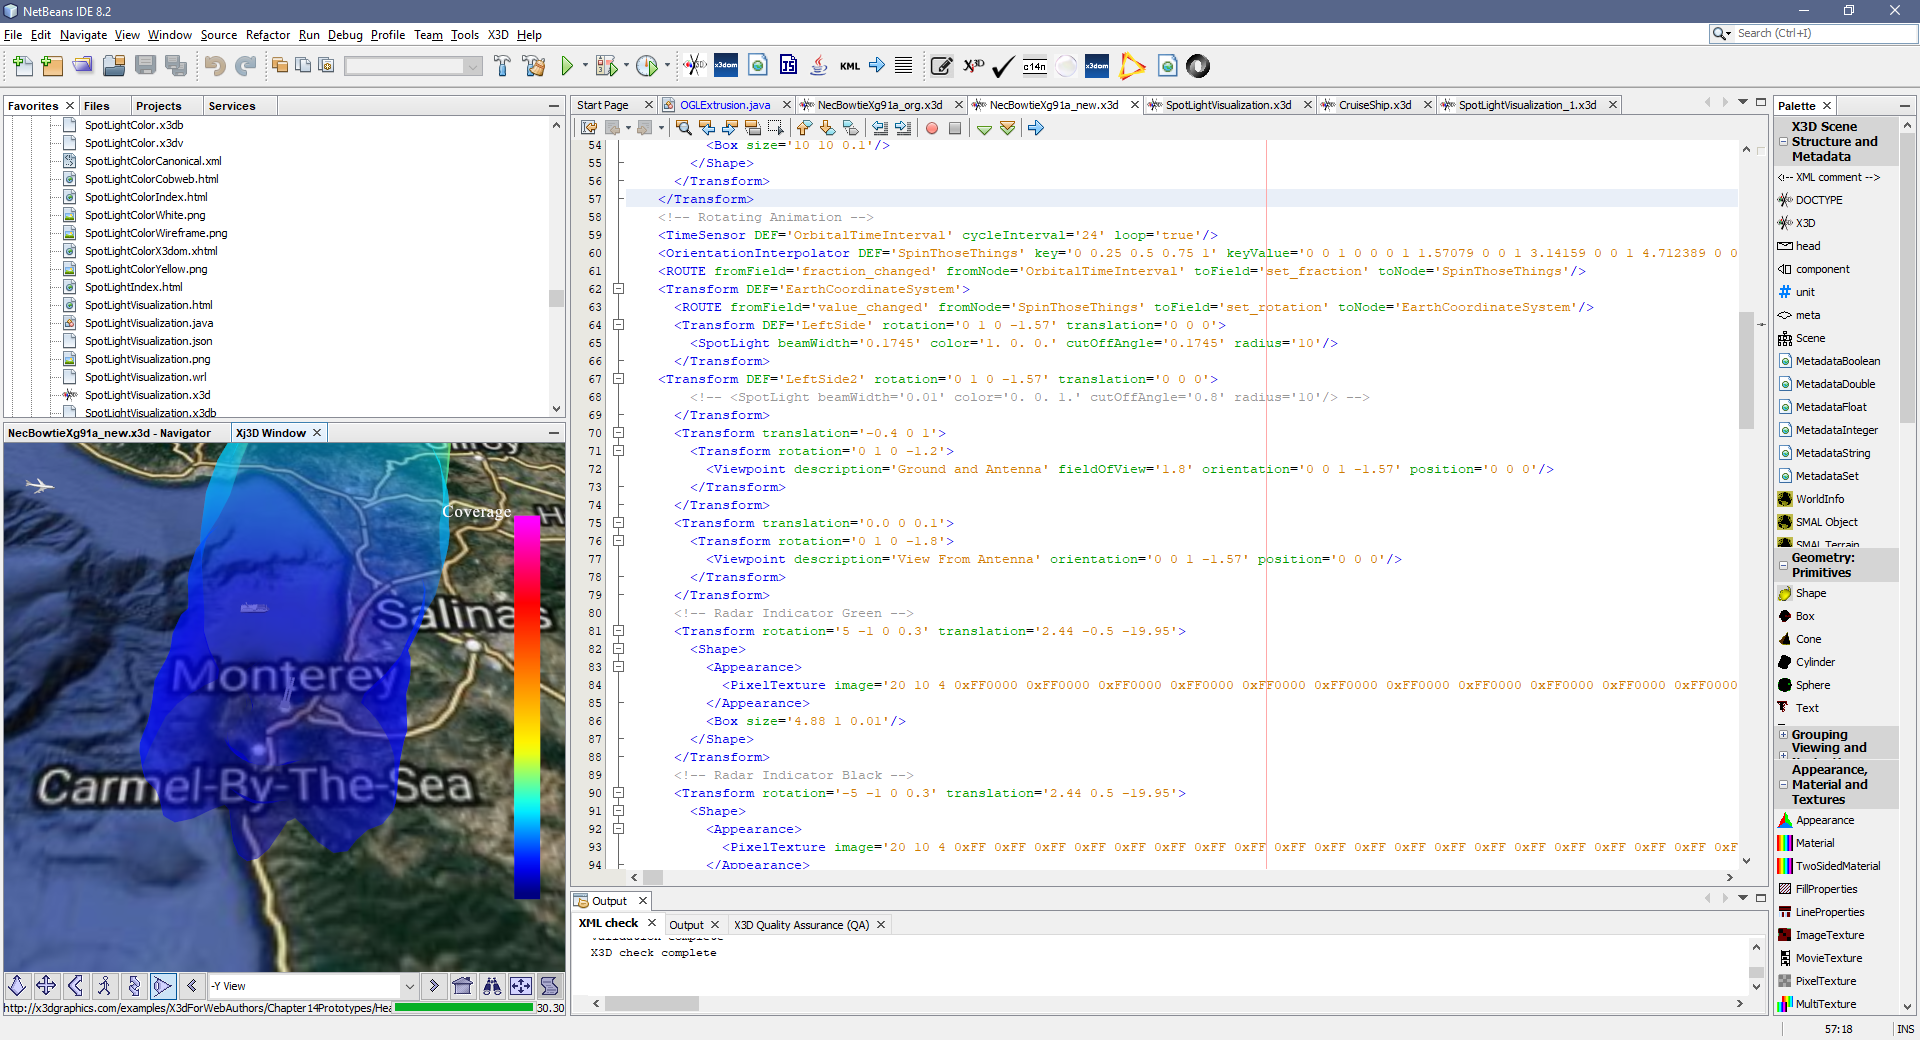 NetBeans IDE 8.2
File Edit Navigate View Window Source Refactor Run Debug Profile Team Tools X3D Help
Search (Ctrl+I)
KML x3dom c14n x3dom
Favorites Files Projects Services
SpotLightColor.x3db
SpotLightColor.x3dv
SpotLightColorCanonical.xml
SpotLightColorCobweb.html
SpotLightColorIndex.html
SpotLightColorWhite.png
SpotLightColorWireframe.png
SpotLightColorX3dom.xhtml
SpotLightColorYellow.png
SpotLightIndex.html
SpotLightVisualization.html
SpotLightVisualization.java
SpotLightVisualization.json
SpotLightVisualization.png
SpotLightVisualization.wrl
SpotLightVisualization.x3d
SpotLightVisualization.x3db
NecBowtieXg91a_new.x3d - Navigator Xj3D Window
Coverage
Salinas
Monterey
Carmel-By-The-Sea
-Y View
http://x3dgraphics.com/examples/X3dForWebAuthors/Chapter14Prototypes/Hea 30.30
Start Page OGLExtrusion.java NecBowtieXg91a_org.x3d NecBowtieXg91a_new.x3d SpotLightVisualization.x3d CruiseShip.x3d SpotLightVisualization_1.x3d
54 <Box size='10 10 0.1'/>
55 </Shape>
56 </Transform>
57 </Transform>
58 <!-- Rotating Animation -->
59 <TimeSensor DEF='OrbitalTimeInterval' cycleInterval='24' loop='true'/>
60 <OrientationInterpolator DEF='SpinThoseThings' key='0 0.25 0.5 0.75 1' keyValue='0 0 1 0 0 0 1 1.57079 0 0 1 3.14159 0 0 1 4.712389 0 0
61 <ROUTE fromField='fraction_changed' fromNode='OrbitalTimeInterval' toField='set_fraction' toNode='SpinThoseThings'/>
62 <Transform DEF='EarthCoordinateSystem'>
63 <ROUTE fromField='value_changed' fromNode='SpinThoseThings' toField='set_rotation' toNode='EarthCoordinateSystem'/>
64 <Transform DEF='LeftSide' rotation='0 1 0 -1.57' translation='0 0 0'>
65 <SpotLight beamWidth='0.1745' color='1. 0. 0.' cutOffAngle='0.1745' radius='10'/>
66 </Transform>
67 <Transform DEF='LeftSide2' rotation='0 1 0 -1.57' translation='0 0 0'>
68 <!-- <SpotLight beamWidth='0.01' color='0. 0. 1.' cutOffAngle='0.8' radius='10'/> -->
69 </Transform>
70 <Transform translation='-0.4 0 1'>
71 <Transform rotation='0 1 0 -1.2'>
72 <Viewpoint description='Ground and Antenna' fieldOfView='1.8' orientation='0 0 1 -1.57' position='0 0 0'/>
73 </Transform>
74 </Transform>
75 <Transform translation='0.0 0 0.1'>
76 <Transform rotation='0 1 0 -1.8'>
77 <Viewpoint description='View From Antenna' orientation='0 0 1 -1.57' position='0 0 0'/>
78 </Transform>
79 </Transform>
80 <!-- Radar Indicator Green -->
81 <Transform rotation='5 -1 0 0.3' translation='2.44 -0.5 -19.95'>
82 <Shape>
83 <Appearance>
84 <PixelTexture image='20 10 4 0xFF0000 0xFF0000 0xFF0000 0xFF0000 0xFF0000 0xFF0000 0xFF0000 0xFF0000 0xFF0000 0xFF0000 0xFF0000
85 </Appearance>
86 <Box size='4.88 1 0.01'/>
87 </Shape>
88 </Transform>
89 <!-- Radar Indicator Black -->
90 <Transform rotation='-5 -1 0 0.3' translation='2.44 0.5 -19.95'>
91 <Shape>
92 <Appearance>
93 <PixelTexture image='20 10 4 0xFF 0xFF 0xFF 0xFF 0xFF 0xFF 0xFF 0xFF 0xFF 0xFF 0xFF 0xFF 0xFF 0xFF 0xFF 0xFF 0xFF 0xF
94 </Appearance>
Output
XML check Output X3D Quality Assurance (QA)
validation complete
X3D check complete
Palette
X3D Scene
Structure and
Metadata
<!-- XML comment -->
DOCTYPE
X3D
head
component
unit
meta
Scene
MetadataBoolean
MetadataDouble
MetadataFloat
MetadataInteger
MetadataString
MetadataSet
WorldInfo
SMAL Object
SMAL Terrain
Geometry:
Primitives
Shape
Box
Cone
Cylinder
Sphere
Text
Grouping
Viewing and
Appearance,
Material and
Textures
Appearance
Material
TwoSidedMaterial
FillProperties
LineProperties
ImageTexture
MovieTexture
PixelTexture
MultiTexture
57:18 INS